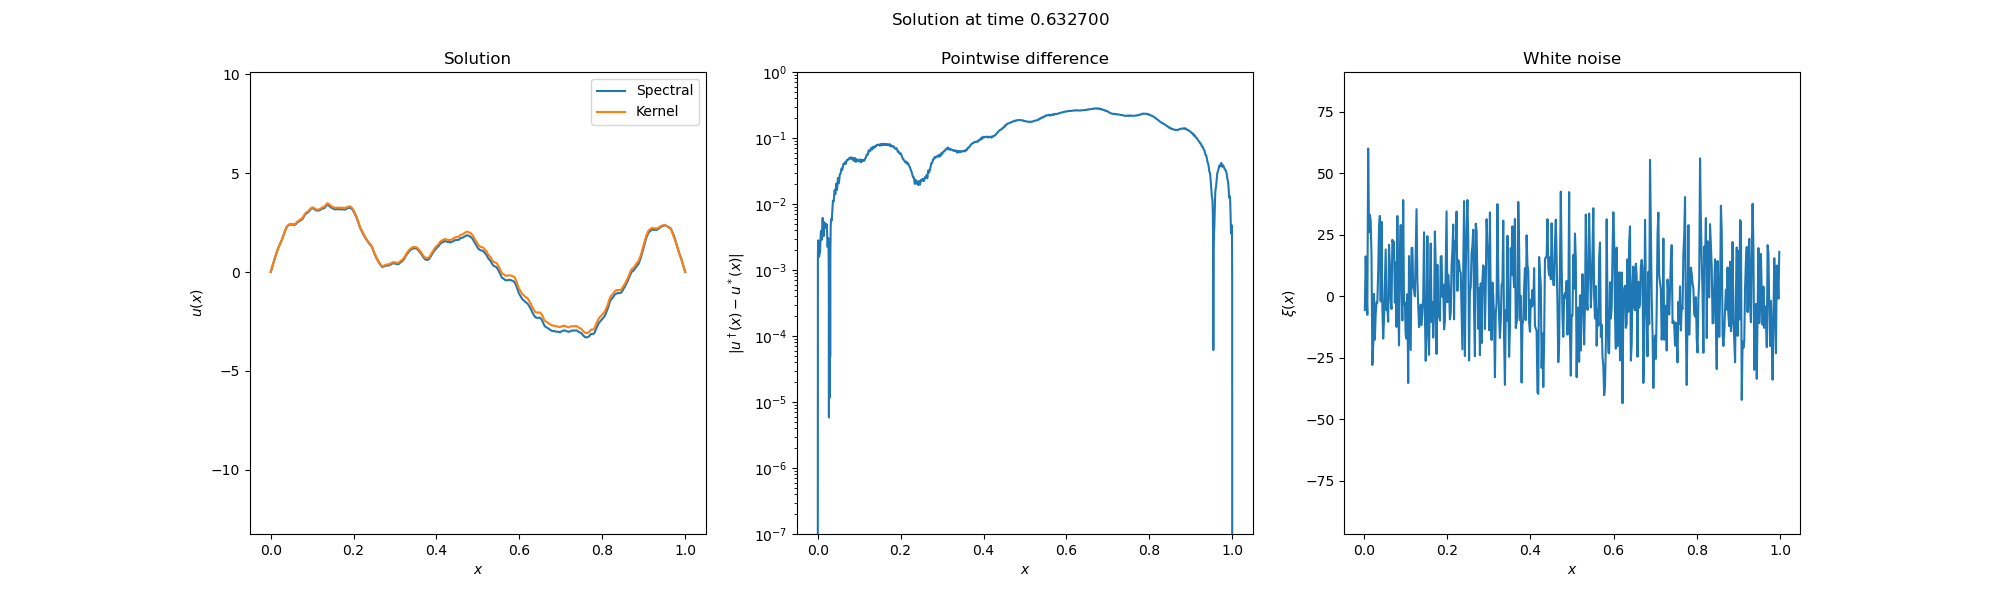 Solution at time 0.632700
Solution
10
5
0
−5
−10
u(x)
0.0 0.2 0.4 0.6 0.8 1.0
x
Spectral
Kernel
Pointwise difference
10⁰
10⁻¹
10⁻²
10⁻³
10⁻⁴
10⁻⁵
10⁻⁶
10⁻⁷
|u†(x) − u*(x)|
0.0 0.2 0.4 0.6 0.8 1.0
x
White noise
75
50
25
0
−25
−50
−75
ξ(x)
0.0 0.2 0.4 0.6 0.8 1.0
x